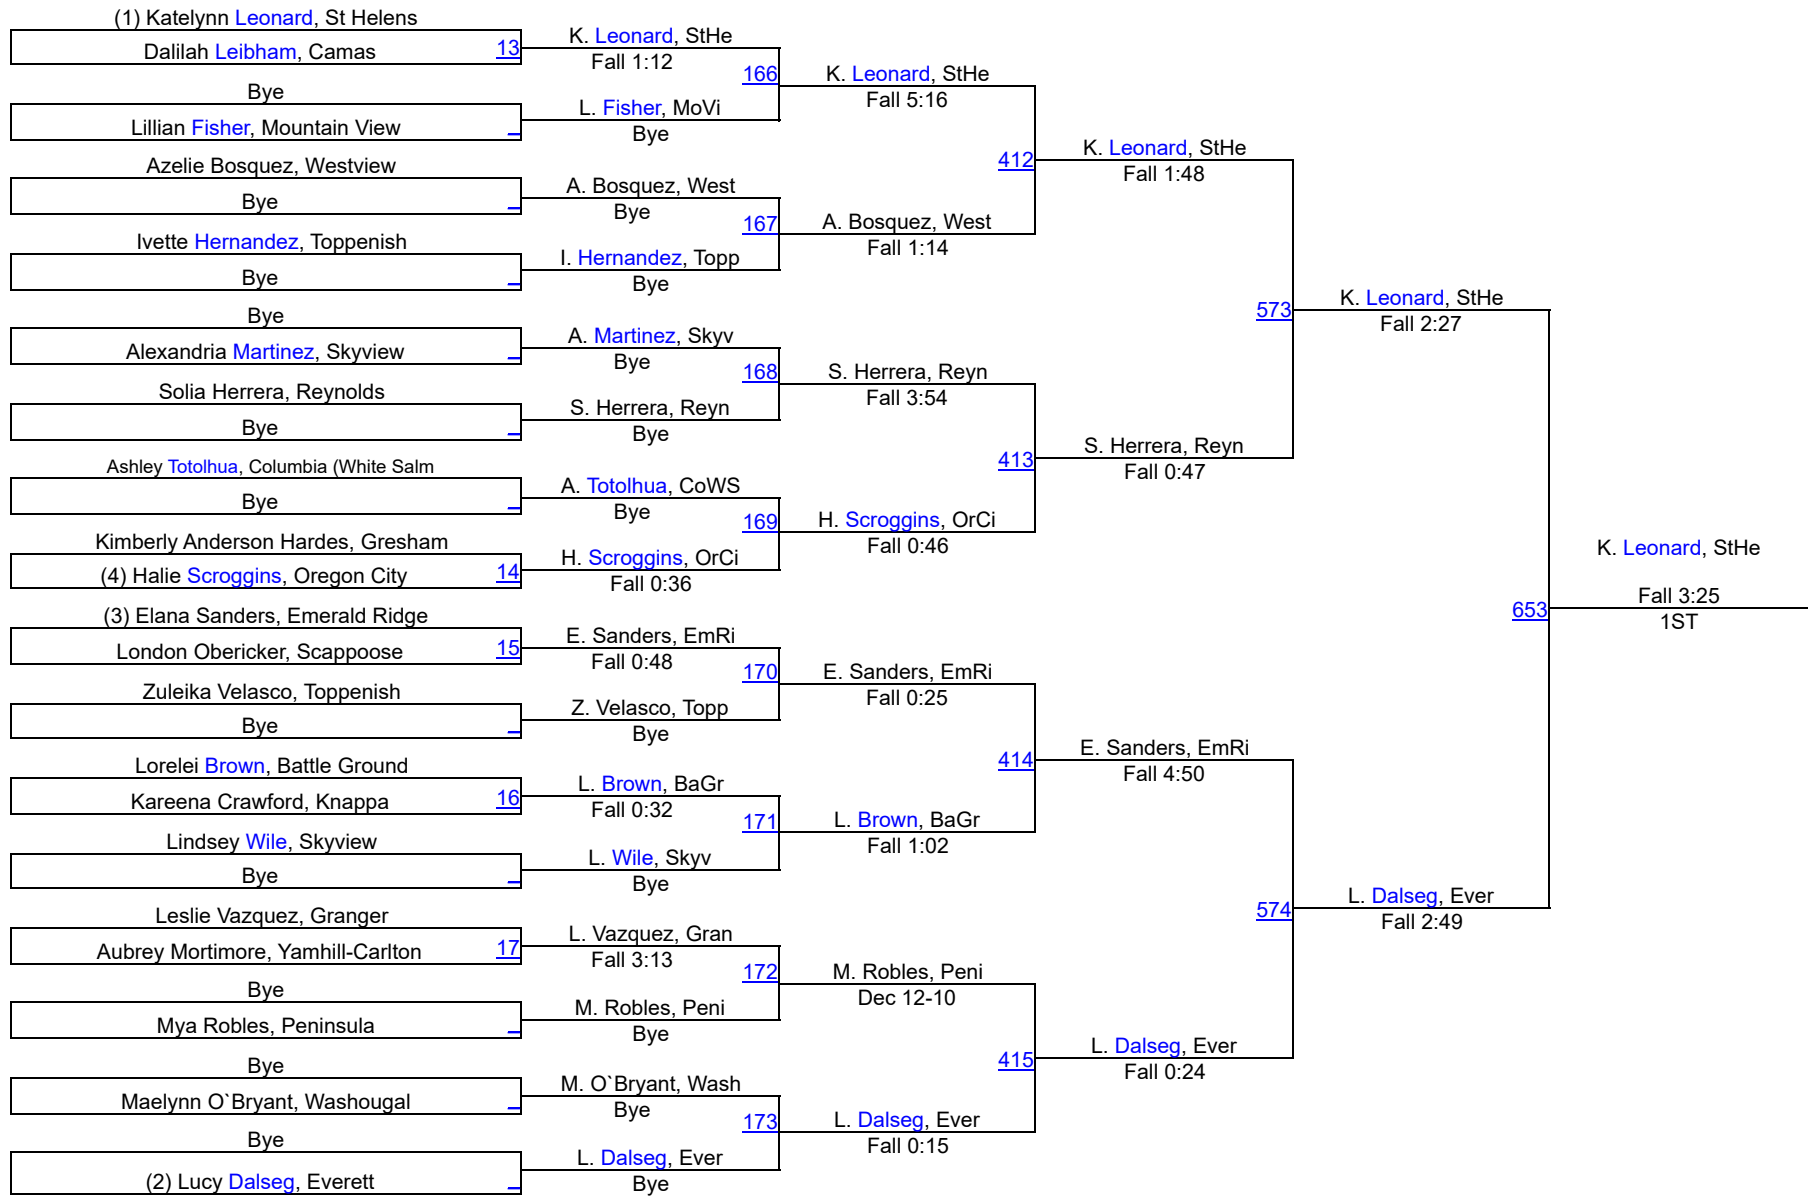 (1) Katelynn Leonard, St Helens
Dalilah Leibham, Camas
13
Bye
Lillian Fisher, Mountain View
Azelie Bosquez, Westview
Bye
Ivette Hernandez, Toppenish
Bye
Bye
Alexandria Martinez, Skyview
Solia Herrera, Reynolds
Bye
Ashley Totolhua, Columbia (White Salm
Bye
Kimberly Anderson Hardes, Gresham
(4) Halie Scroggins, Oregon City
14
(3) Elana Sanders, Emerald Ridge
London Obericker, Scappoose
15
Zuleika Velasco, Toppenish
Bye
Lorelei Brown, Battle Ground
Kareena Crawford, Knappa
16
Lindsey Wile, Skyview
Bye
Leslie Vazquez, Granger
Aubrey Mortimore, Yamhill-Carlton
17
Bye
Mya Robles, Peninsula
Bye
Maelynn O`Bryant, Washougal
Bye
(2) Lucy Dalseg, Everett
K. Leonard, StHe
Fall 1:12
166
L. Fisher, MoVi
Bye
A. Bosquez, West
Bye
167
I. Hernandez, Topp
Bye
A. Martinez, Skyv
Bye
168
S. Herrera, Reyn
Bye
A. Totolhua, CoWS
Bye
169
H. Scroggins, OrCi
Fall 0:36
E. Sanders, EmRi
Fall 0:48
170
Z. Velasco, Topp
Bye
L. Brown, BaGr
Fall 0:32
171
L. Wile, Skyv
Bye
L. Vazquez, Gran
Fall 3:13
172
M. Robles, Peni
Bye
M. O`Bryant, Wash
Bye
173
L. Dalseg, Ever
Bye
K. Leonard, StHe
Fall 5:16
412
A. Bosquez, West
Fall 1:14
S. Herrera, Reyn
Fall 3:54
413
H. Scroggins, OrCi
Fall 0:46
E. Sanders, EmRi
Fall 0:25
414
L. Brown, BaGr
Fall 1:02
M. Robles, Peni
Dec 12-10
415
L. Dalseg, Ever
Fall 0:15
K. Leonard, StHe
Fall 1:48
573
S. Herrera, Reyn
Fall 0:47
E. Sanders, EmRi
Fall 4:50
574
L. Dalseg, Ever
Fall 0:24
K. Leonard, StHe
Fall 2:27
653
L. Dalseg, Ever
Fall 2:49
K. Leonard, StHe
Fall 3:25
1ST